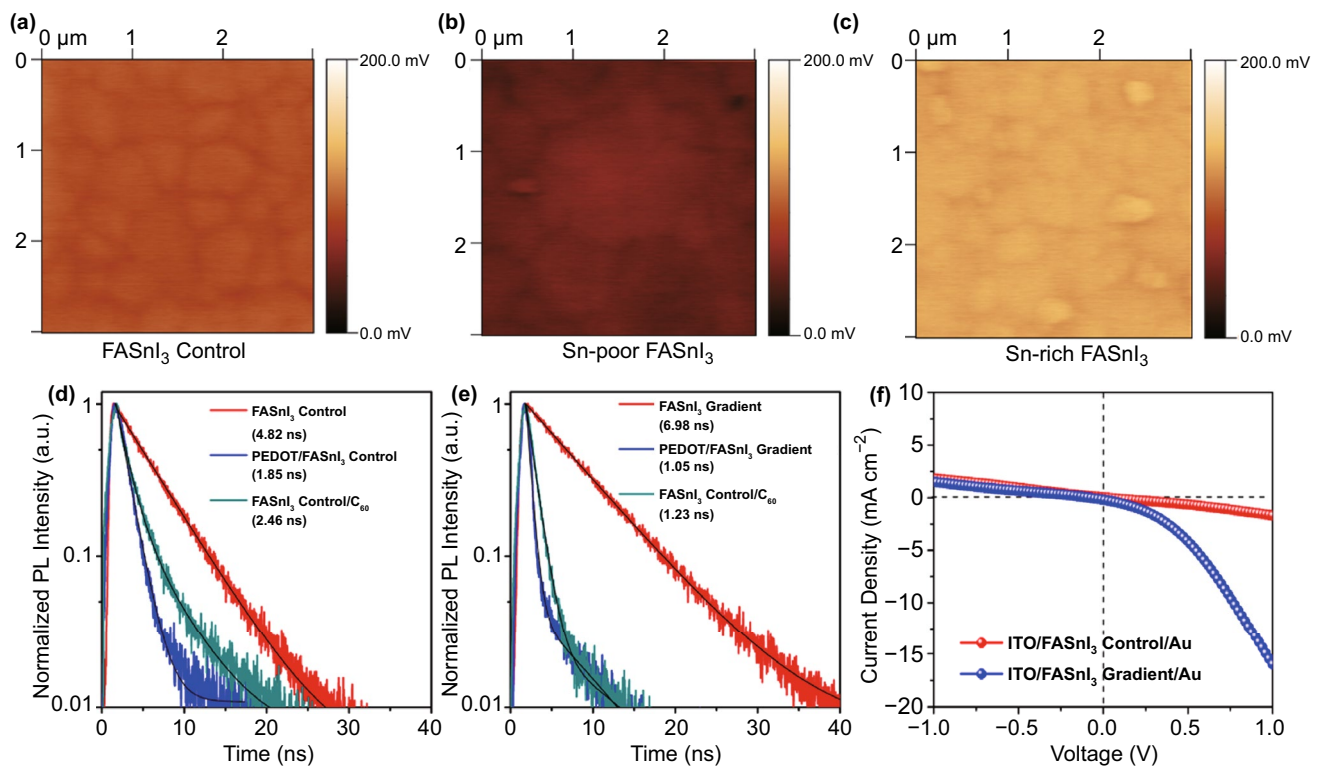 (a)
0 μm 1 2
0
1
2
200.0 mV
0.0 mV
FASnI₃ Control
(b)
0 μm 1 2
0
1
2
200.0 mV
0.0 mV
Sn-poor FASnI₃
(c)
0 μm 1 2
0
1
2
200.0 mV
0.0 mV
Sn-rich FASnI₃
(d)
Normalized PL Intensity (a.u.)
1
0.1
0.01
FASnI₃ Control
(4.82 ns)
PEDOT/FASnI₃ Control
(1.85 ns)
FASnI₃ Control/C₆₀
(2.46 ns)
0 10 20 30 40
Time (ns)
(e)
Normalized PL Intensity (a.u.)
1
0.1
0.01
FASnI₃ Gradient
(6.98 ns)
PEDOT/FASnI₃ Gradient
(1.05 ns)
FASnI₃ Control/C₆₀
(1.23 ns)
0 10 20 30 40
Time (ns)
(f)
Current Density (mA cm⁻²)
10
5
0
−5
−10
−15
−20
ITO/FASnI₃ Control/Au
ITO/FASnI₃ Gradient/Au
−1.0 −0.5 0.0 0.5 1.0
Voltage (V)